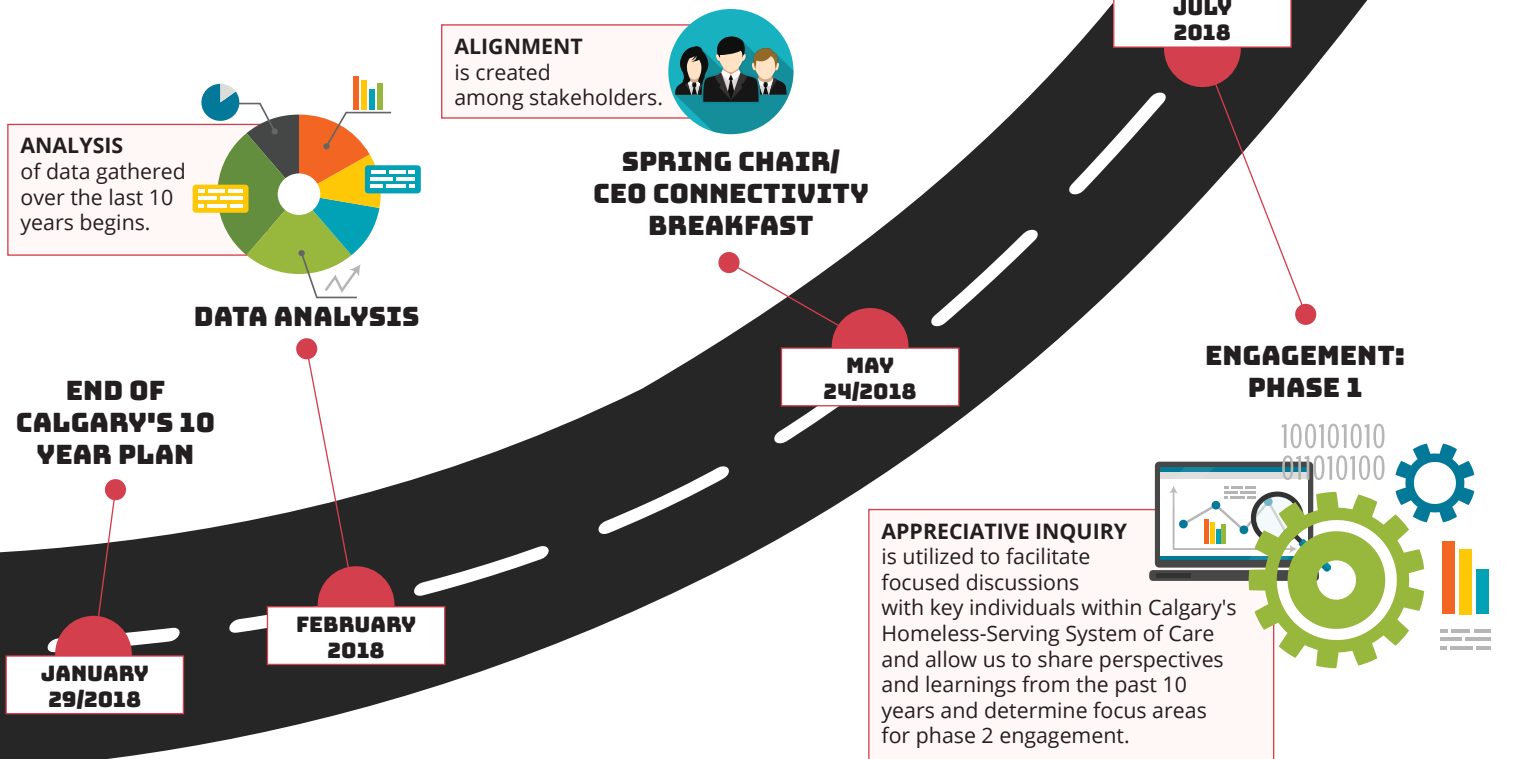 JULY
2018
ALIGNMENT
is created
among stakeholders.
ANALYSIS
of data gathered
over the last 10
years begins.
SPRING CHAIR/
CEO CONNECTIVITY
BREAKFAST
DATA ANALYSIS
END OF
CALGARY'S 10
YEAR PLAN
MAY
24/2018
ENGAGEMENT:
PHASE 1
100101010
011010100
APPRECIATIVE INQUIRY
is utilized to facilitate
focused discussions
with key individuals within Calgary's
Homeless-Serving System of Care
and allow us to share perspectives
and learnings from the past 10
years and determine focus areas
for phase 2 engagement.
FEBRUARY
2018
JANUARY
29/2018